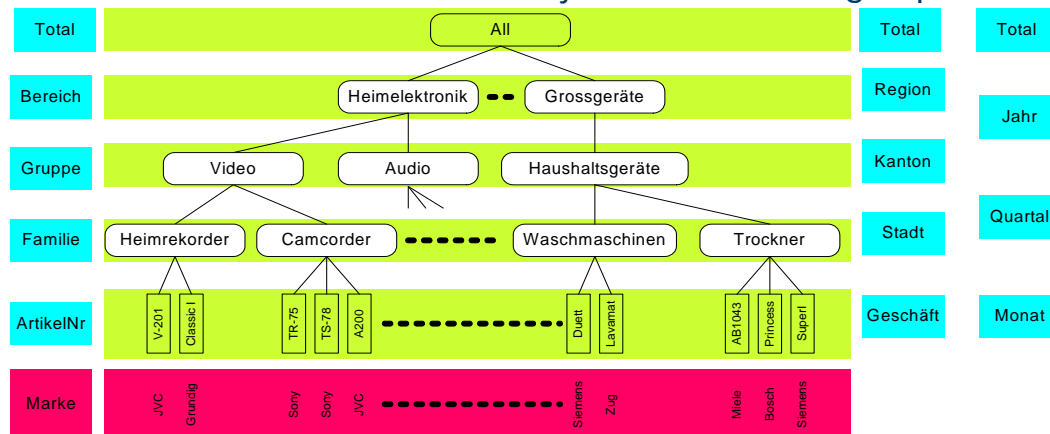 Total
All
Total
Total
Bereich
Heimelektronik
Grossgeräte
Region
Jahr
Gruppe
Video
Audio
Haushaltsgeräte
Kanton
Quartal
Familie
Heimrekorder
Camcorder
Waschmaschinen
Trockner
Stadt
ArtikelNr
V-201
Classic I
TR-75
TS-78
A200
Duett
Lavamat
AB1043
Princess
SuperI
Geschäft
Monat
Marke
JVC
Grundig
Sony
Sony
JVC
Siemens
Zug
Miele
Bosch
Siemens